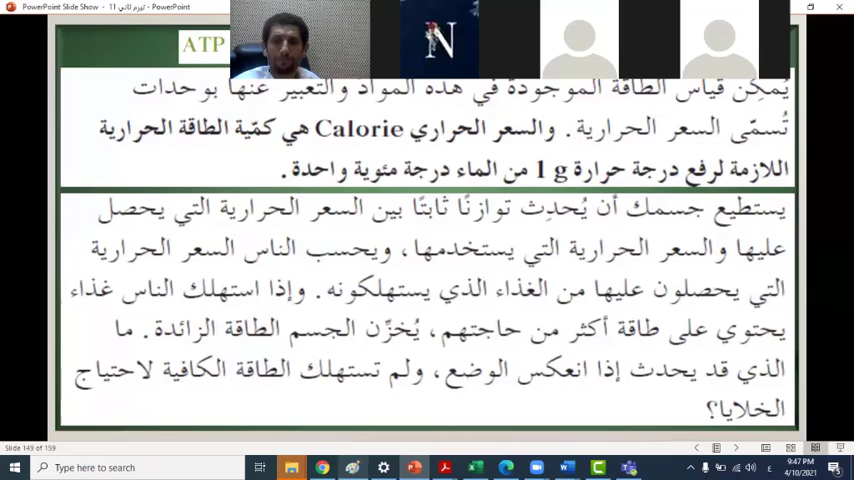 PowerPoint Slide Show - تيرم تاني 11 - PowerPoint
ATP
N
يُمكِن قياس الطاقة الموجودة في هذه المواد والتعبير عنها بوحدات
تُسمّى السعر الحرارية. والسعر الحراري Calorie هي كمّية الطاقة الحرارية
اللازمة لرفع درجة حرارة 1 g من الماء درجة مئوية واحدة.
يستطيع جسمك أن يُحدِث توازنًا ثابتًا بين السعر الحرارية التي يحصل
عليها والسعر الحرارية التي يستخدمها، ويحسب الناس السعر الحرارية
التي يحصلون عليها من الغذاء الذي يستهلكونه. وإذا استهلك الناس غذاء
يحتوي على طاقة أكثر من حاجتهم، يُخزِّن الجسم الطاقة الزائدة. ما
الذي قد يحدث إذا انعكس الوضع، ولم تستهلك الطاقة الكافية لاحتياج
الخلايا؟
Slide 149 of 159
Type here to search
ع
9:47 PM
4/10/2021